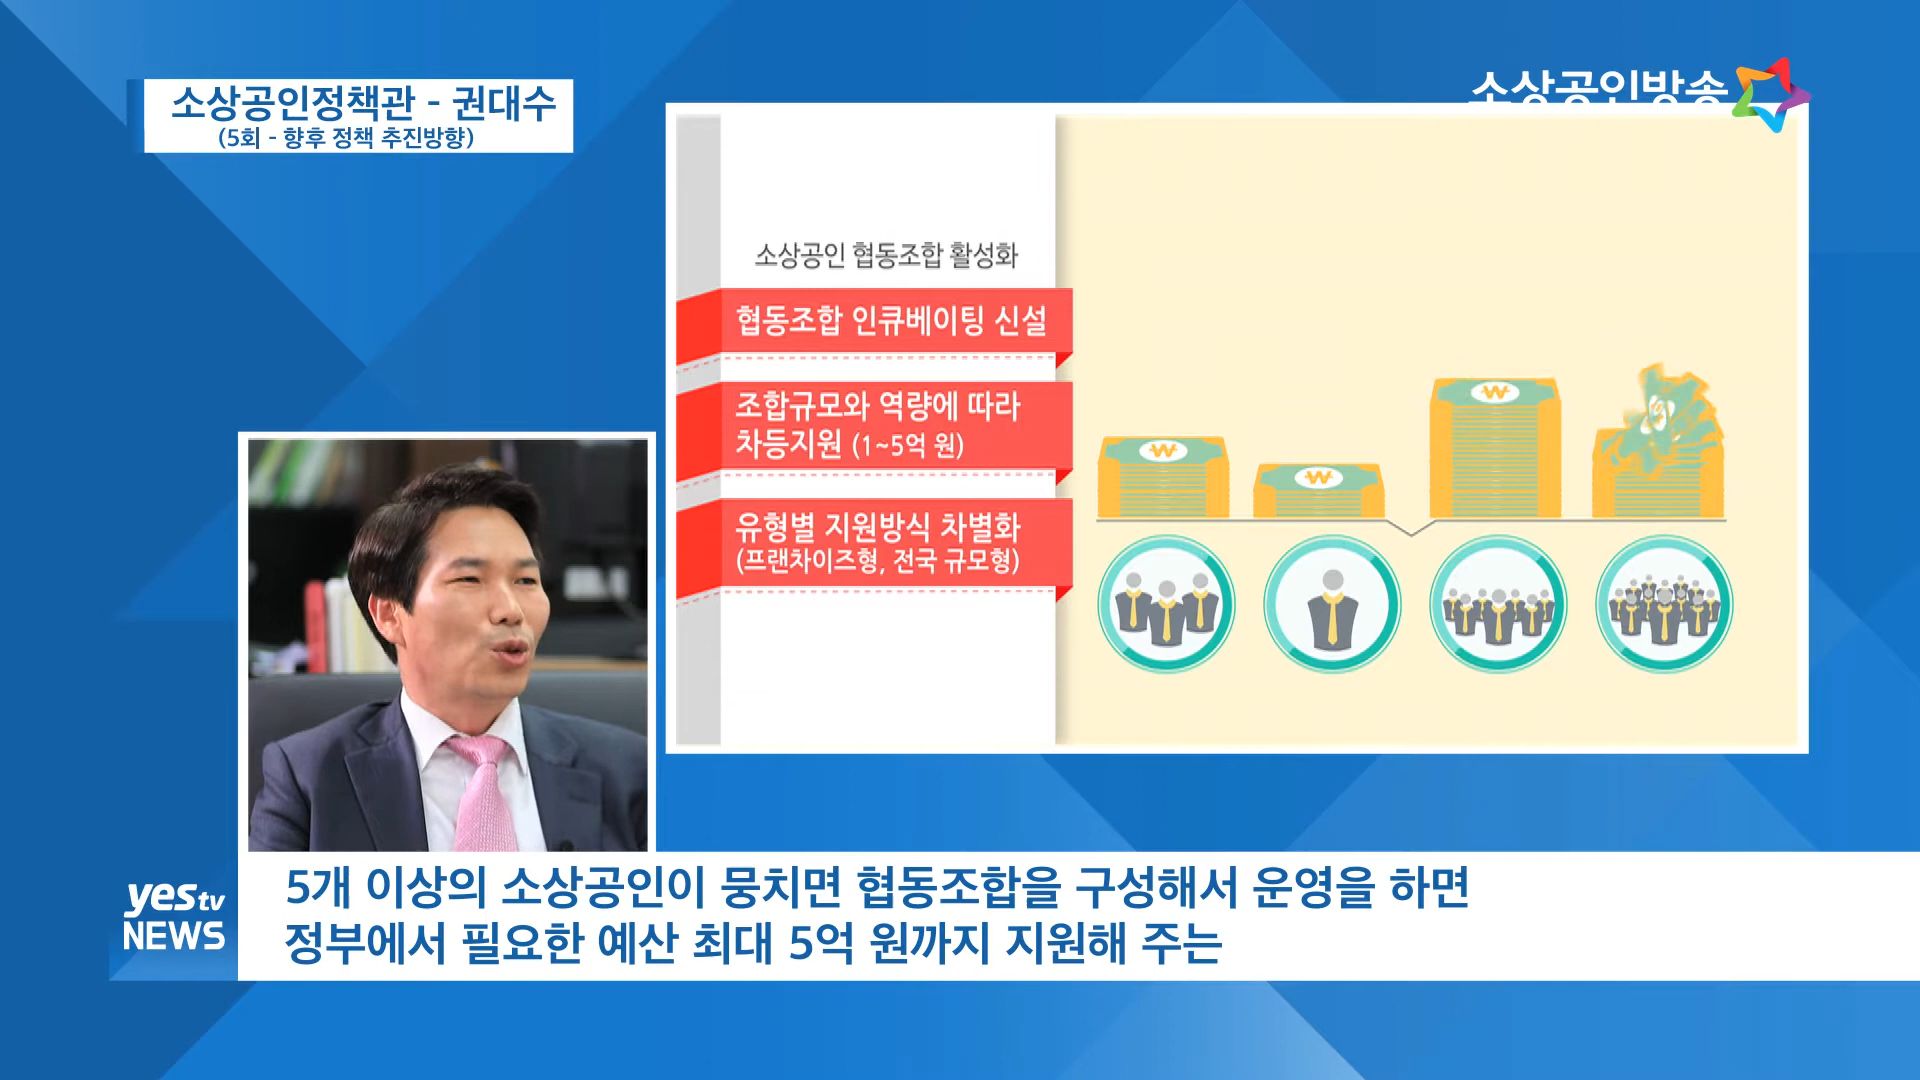 소상공인정책관 - 권대수
(5회 - 향후 정책 추진방향)
소상공인방송
소상공인 협동조합 활성화
협동조합 인큐베이팅 신설
조합규모와 역량에 따라
차등지원 (1~5억 원)
유형별 지원방식 차별화
(프랜차이즈형, 전국 규모형)
yes tv
NEWS
5개 이상의 소상공인이 뭉치면 협동조합을 구성해서 운영을 하면
정부에서 필요한 예산 최대 5억 원까지 지원해 주는